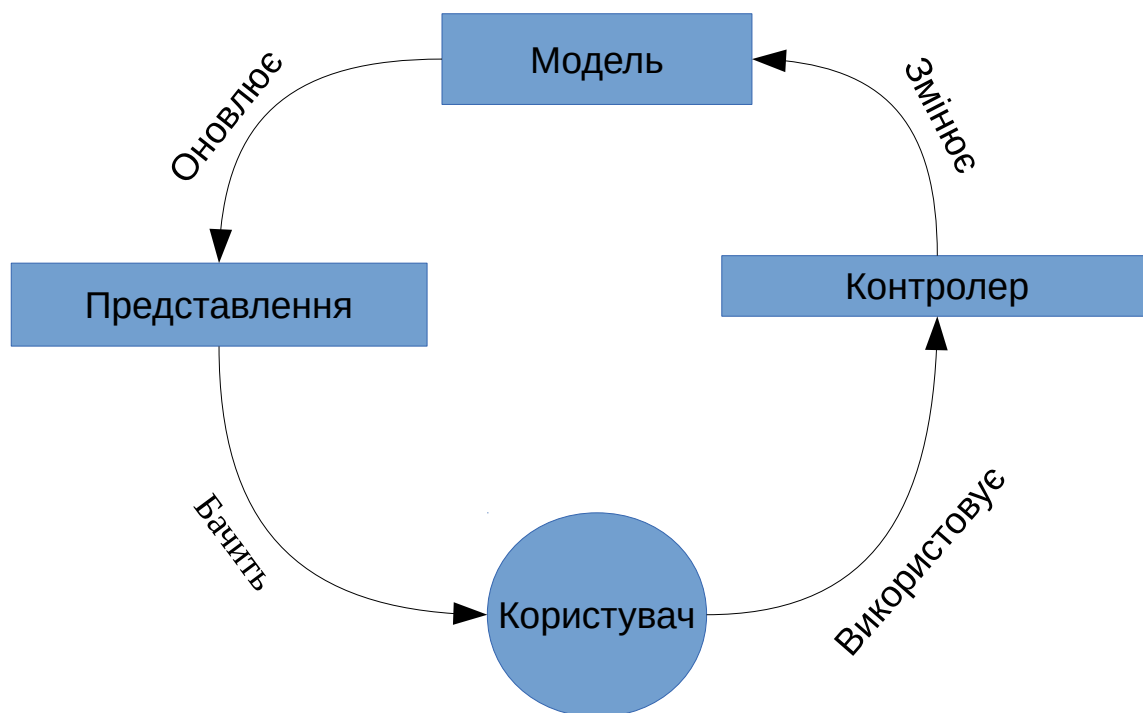 Модель
Оновлює
Змінює
Представлення
Контролер
Бачить
Використовує
Користувач